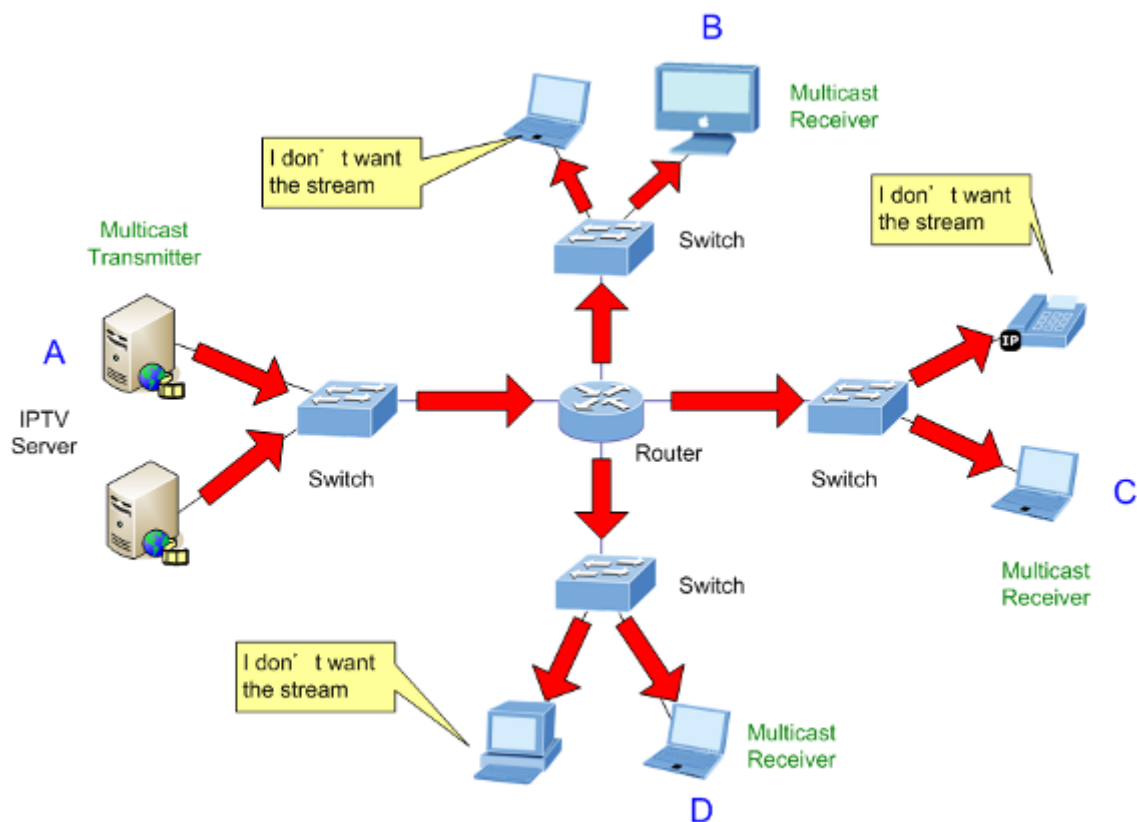 B
Multicast
Receiver
I don’ t want
the stream
I don’ t want
the stream
Switch
Multicast
Transmitter
A
IP
IPTV
Server
Router
Switch
Switch
C
Switch
Multicast
Receiver
I don’ t want
the stream
Multicast
Receiver
D